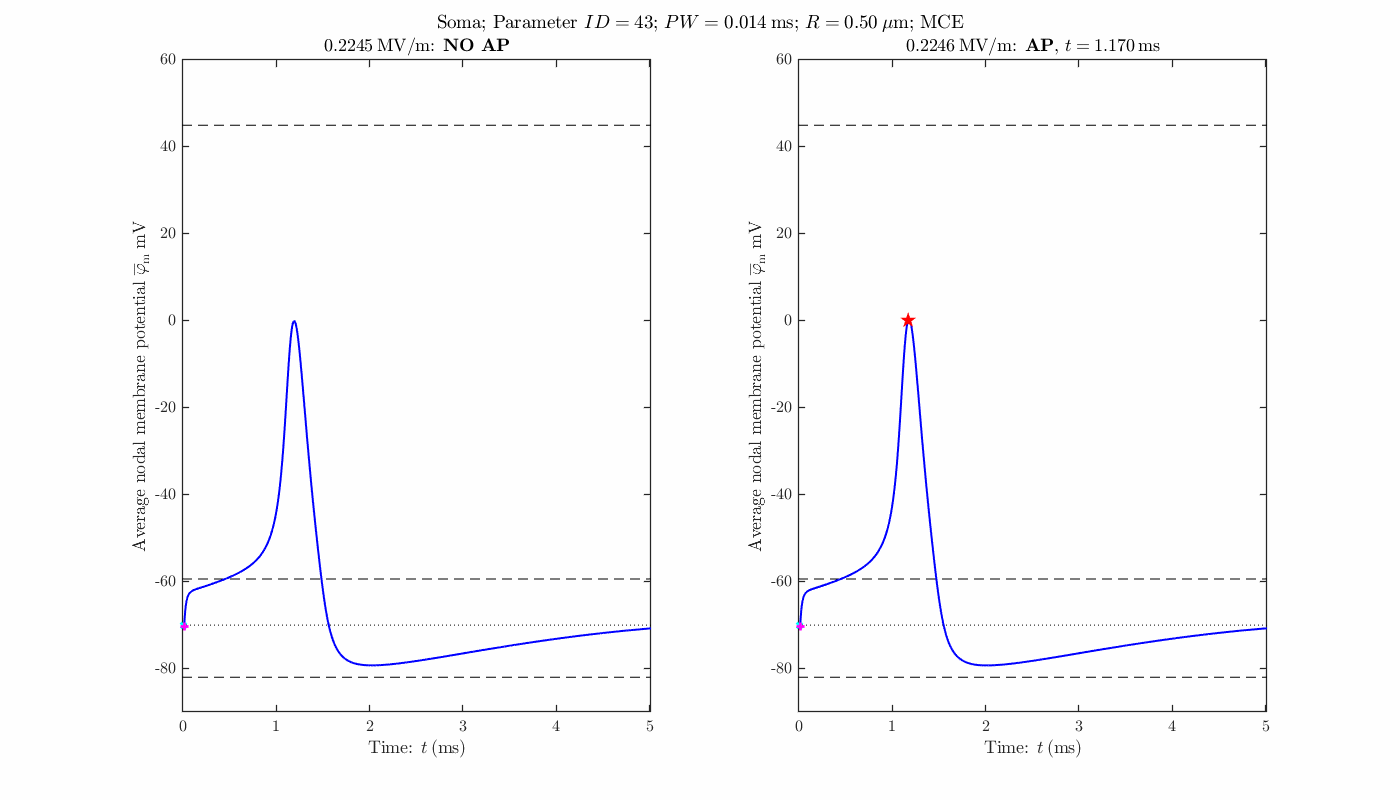 Soma; Parameter ID = 43; PW = 0.014 ms; R = 0.50 μm; MCE
0.2245 MV/m: NO AP
60
40
20
0
-20
-40
-60
-80
0 1 2 3 4 5
Time: t (ms)
Average nodal membrane potential φ̅ₘ mV
0.2246 MV/m: AP, t = 1.170 ms
60
40
20
0
-20
-40
-60
-80
0 1 2 3 4 5
Time: t (ms)
Average nodal membrane potential φ̅ₘ mV